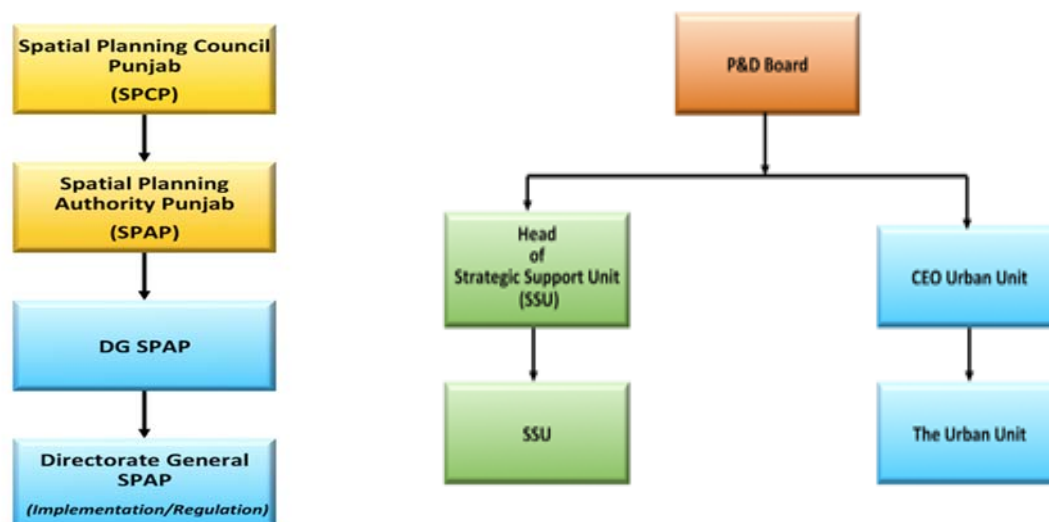 Spatial Planning Council
Punjab
(SPCP)
Spatial Planning
Authority Punjab
(SPAP)
DG SPAP
Directorate General
SPAP
(Implementation/Regulation)
P&D Board
Head
of
Strategic Support Unit
(SSU)
SSU
CEO Urban Unit
The Urban Unit